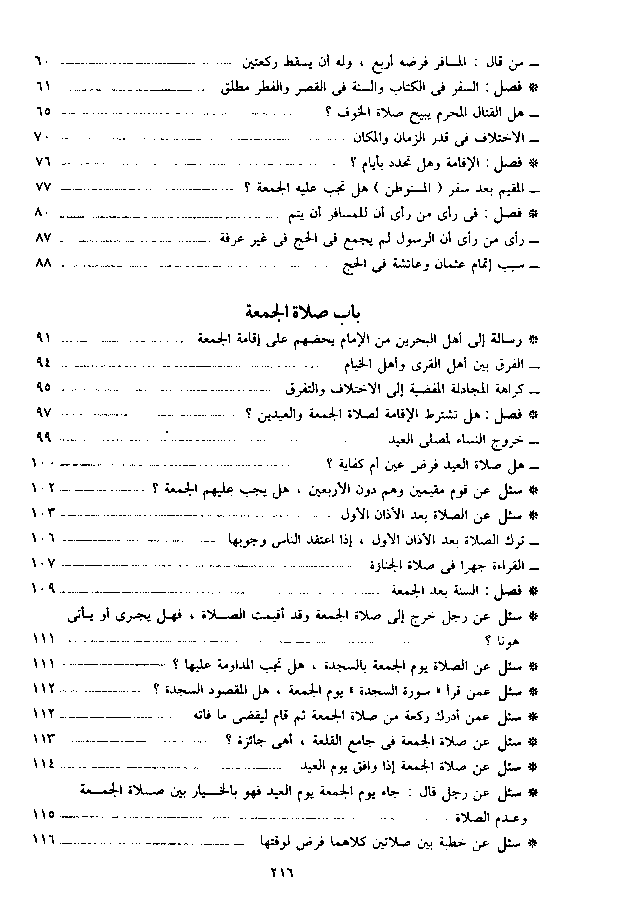 ـ من قال : المسافر فرضه أربع ، وله أن يسقط ركعتين ٦٠
* فصل : السفر فى الكتاب والسنة فى القصر والفطر مطلق ٦١
ـ هل القتال المحرم يبيح صلاة الخوف ؟ ٦٥
ـ الاختلاف فى قدر الزمان والمكان ٧٠
* فصل : الإقامة وهل تحدد بأيام ؟ ٧٦
ـ المقيم بعد سفر ( المستوطن ) هل تجب عليه الجمعة ؟ ٧٧
* فصل : فى رأى من رأى أن للمسافر أن يتم ٨٠
ـ رأى من رأى أن الرسول لم يجمع فى الحج فى غير عرفة ٨٧
ـ سبب إتمام عثمان وعائشة فى الحج ٨٨
باب صلاة الجمعة
* رسالة إلى أهل البحرين من الإمام يحضهم على إقامة الجمعة ٩١
ـ الفرق بين أهل القرى وأهل الخيام ٩٤
ـ كراهة المجادلة المفضية إلى الاختلاف والتفرق ٩٥
* فصل : هل تشترط الإقامة لصلاة الجمعة والعيدين ؟ ٩٧
ـ خروج النساء لمصلى العيد ٩٩
ـ هل صلاة العيد فرض عين أم كفاية ؟ ١٠٠
* سئل عن قوم مقيمين وهم دون الأربعين ، هل يجب عليهم الجمعة ؟ ١٠٢
* سئل عن الصلاة بعد الأذان الأول ١٠٣
ـ ترك الصلاة بعد الأذان الأول ، إذا اعتقد الناس وجوبها ١٠٦
ـ القراءة جهرا فى صلاة الجنازة ١٠٧
* فصل : السنة بعد الجمعة ١٠٩
* سئل عن رجل خرج إلى صلاة الجمعة وقد أقيمت الصلاة ، فهل يجرى أو يأتى
هونا ؟ ١١١
* سئل عن الصلاة يوم الجمعة بالسجدة ، هل تجب المداومة عليها ؟ ١١١
* سئل عمن قرأ « سورة السجدة » يوم الجمعة ، هل المقصود السجدة ؟ ١١٢
* سئل عمن أدرك ركعة من صلاة الجمعة ثم قام ليقضى ما فاته ١١٢
* سئل عن صلاة الجمعة فى جامع القلعة ، أهى جائزة ؟ ١١٣
* سئل عن صلاة الجمعة إذا وافق يوم العيد ١١٤
* سئل عن رجل قال : جاء يوم الجمعة يوم العيد فهو بالخيار بين صلاة الجمعة
وعدم الصلاة ١١٥
* سئل عن خطبة بين صلاتين كلاهما فرض لوقتها ١١٦
٢١٦